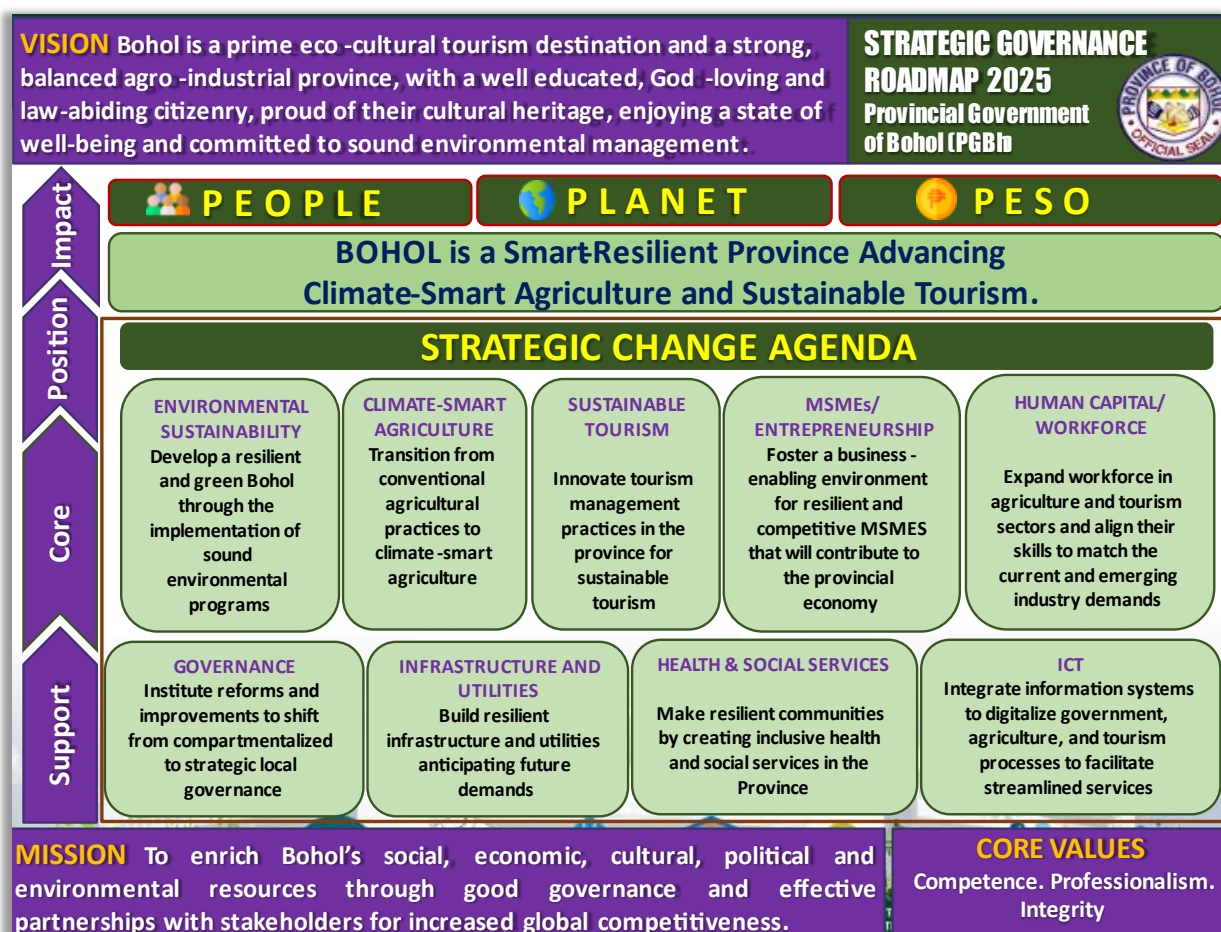 VISION Bohol is a prime eco -cultural tourism destination and a strong,
balanced agro -industrial province, with a well educated, God -loving and
law-abiding citizenry, proud of their cultural heritage, enjoying a state of
well-being and committed to sound environmental management.
STRATEGIC GOVERNANCE
ROADMAP 2025
Provincial Government
of Bohol (PGBh)
PROVINCE OF BOHOL
OFFICIAL SEAL
Impact
PEOPLE
PLANET
PESO
Position
BOHOL is a Smart-Resilient Province Advancing
Climate-Smart Agriculture and Sustainable Tourism.
STRATEGIC CHANGE AGENDA
Core
ENVIRONMENTAL
SUSTAINABILITY
Develop a resilient
and green Bohol
through the
implementation of
sound
environmental
programs
CLIMATE-SMART
AGRICULTURE
Transition from
conventional
agricultural
practices to
climate -smart
agriculture
SUSTAINABLE
TOURISM
Innovate tourism
management
practices in the
province for
sustainable
tourism
MSMEs/
ENTREPRENEURSHIP
Foster a business -
enabling environment
for resilient and
competitive MSMES
that will contribute to
the provincial
economy
HUMAN CAPITAL/
WORKFORCE
Expand workforce in
agriculture and tourism
sectors and align their
skills to match the
current and emerging
industry demands
Support
GOVERNANCE
Institute reforms and
improvements to shift
from compartmentalized
to strategic local
governance
INFRASTRUCTURE AND
UTILITIES
Build resilient
infrastructure and utilities
anticipating future
demands
HEALTH & SOCIAL SERVICES
Make resilient communities
by creating inclusive health
and social services in the
Province
ICT
Integrate information systems
to digitalize government,
agriculture, and tourism
processes to facilitate
streamlined services
MISSION To enrich Bohol's social, economic, cultural, political and
environmental resources through good governance and effective
partnerships with stakeholders for increased global competitiveness.
CORE VALUES
Competence. Professionalism.
Integrity